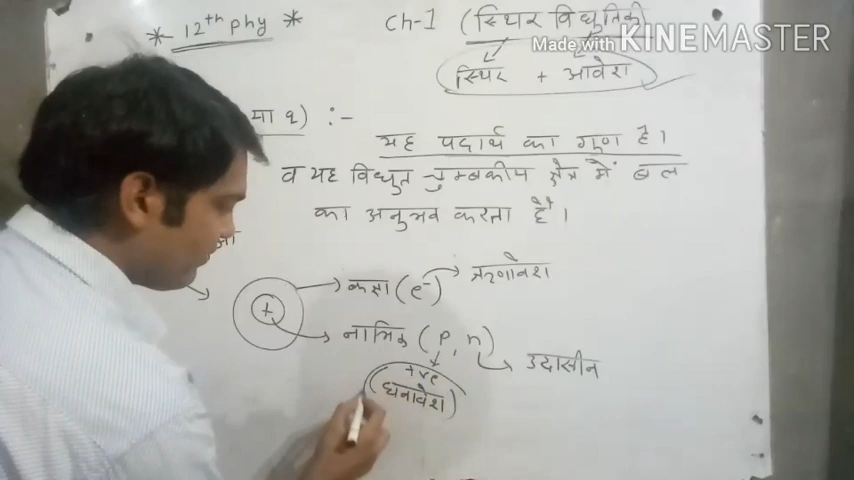 * 12th phy * Ch-1 (स्थिर विधुतिकी)
Made with KINEMASTER
स्थिर + आवेश
मा १) :-
यह पदार्थ का गुण है।
व यह विधुत चुम्बकीय क्षेत्र में बल
का अनुभव करता है।
कक्षा (e-) → ऋणावेश
+
नाभिक (p, n) → उदासीन
+ve
धनावेश